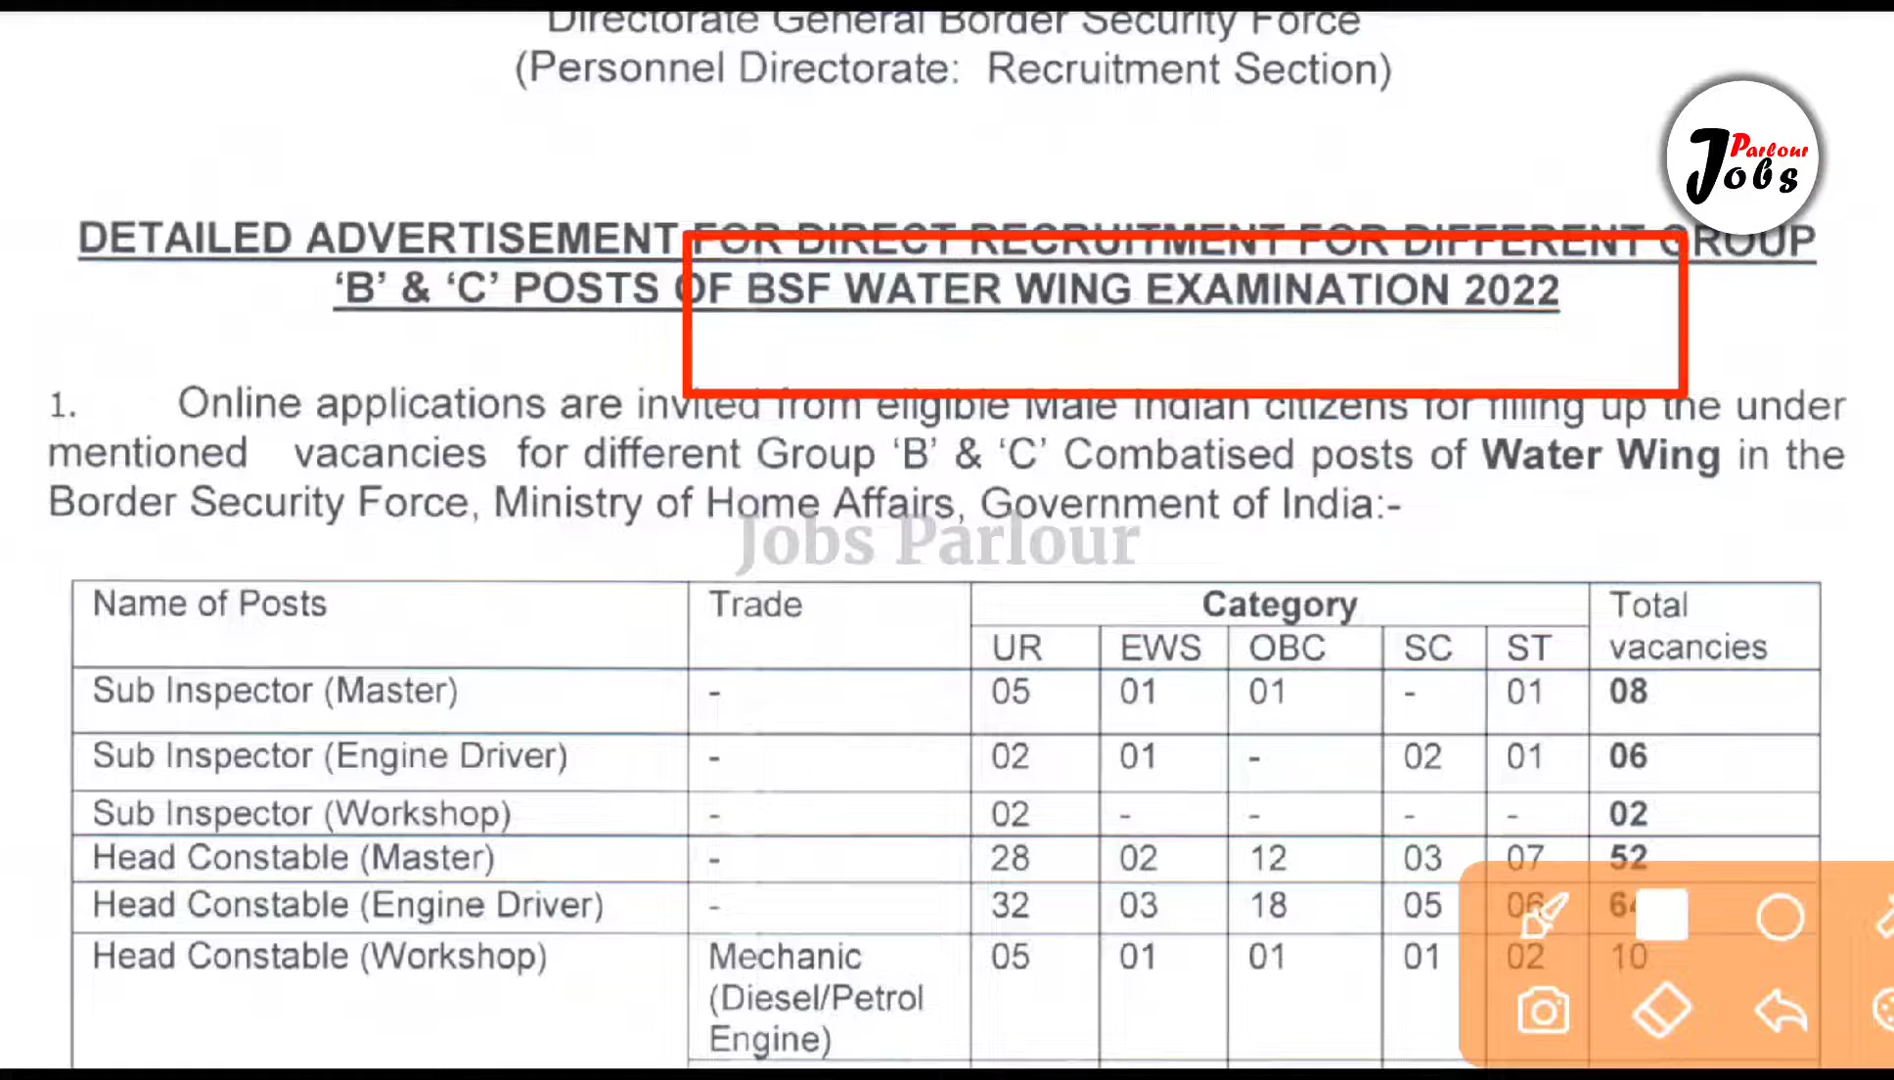 Directorate General Border Security Force
(Personnel Directorate: Recruitment Section)
Parlour
Jobs
DETAILED ADVERTISEMENT FOR DIRECT RECRUITMENT FOR DIFFERENT GROUP
‘B’ & ‘C’ POSTS OF BSF WATER WING EXAMINATION 2022
1. Online applications are invited from eligible Male Indian citizens for filling up the under
mentioned vacancies for different Group ‘B’ & ‘C’ Combatised posts of Water Wing in the
Border Security Force, Ministry of Home Affairs, Government of India:-
Jobs Parlour
Name of Posts Trade Category Total
UR EWS OBC SC ST vacancies
Sub Inspector (Master) - 05 01 01 - 01 08
Sub Inspector (Engine Driver) - 02 01 - 02 01 06
Sub Inspector (Workshop) - 02 - - - - 02
Head Constable (Master) - 28 02 12 03 07 52
Head Constable (Engine Driver) - 32 03 18 05 06 64
Head Constable (Workshop) Mechanic 05 01 01 01 02 10
(Diesel/Petrol
Engine)